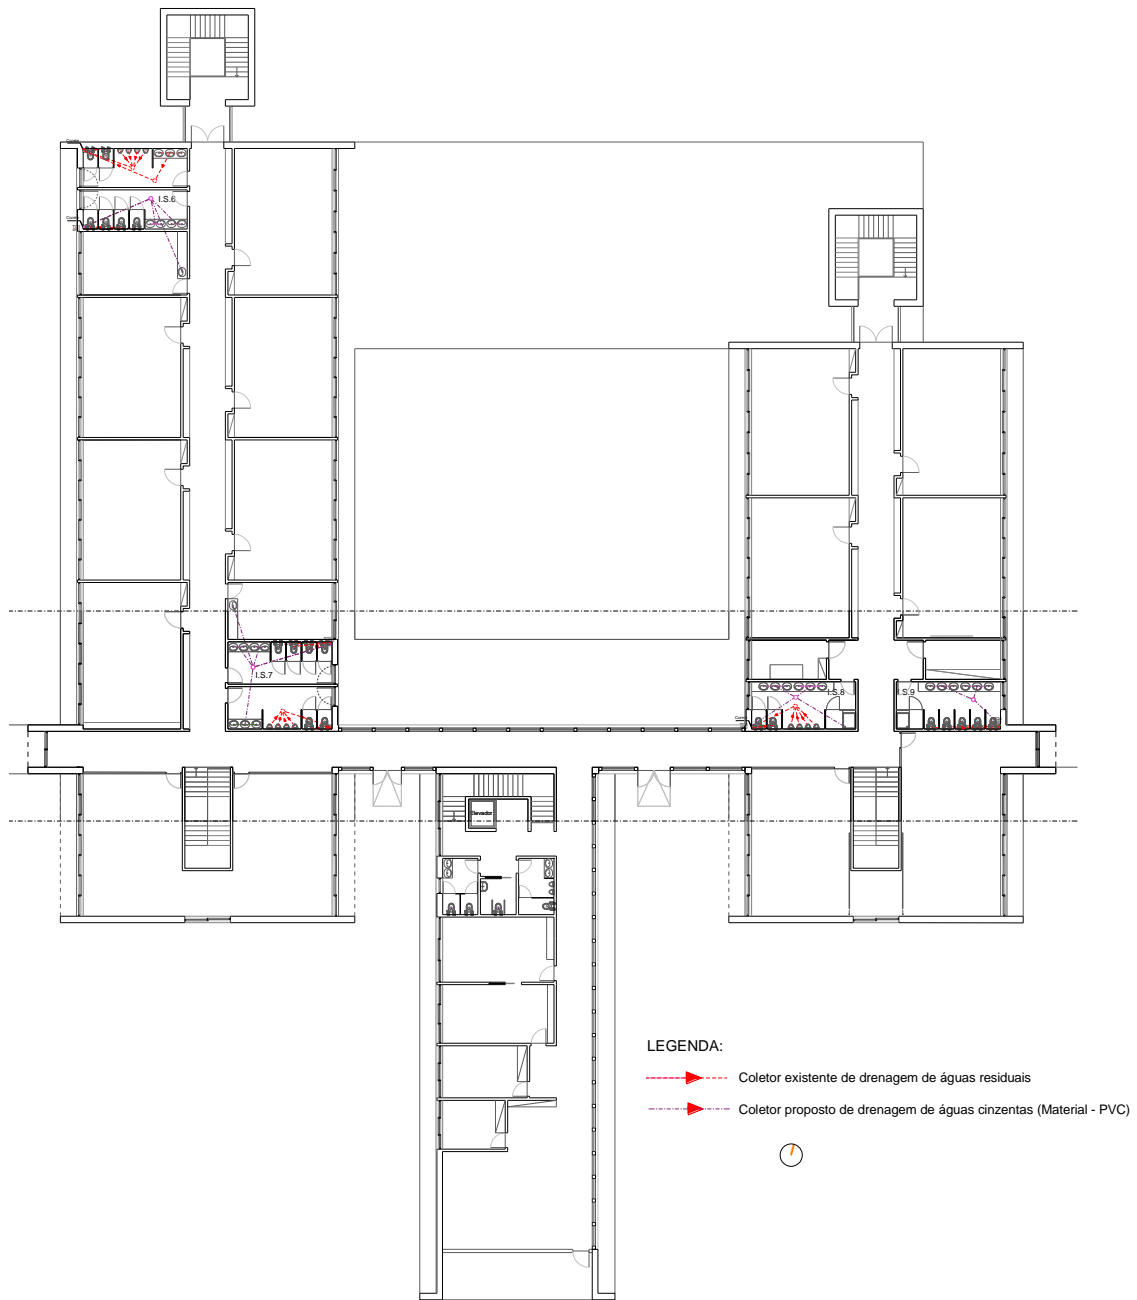 I.S.6
I.S.7
I.S.8
I.S.9
Elevador
LEGENDA:
Coletor existente de drenagem de águas residuais
Coletor proposto de drenagem de águas cinzentas (Material - PVC)